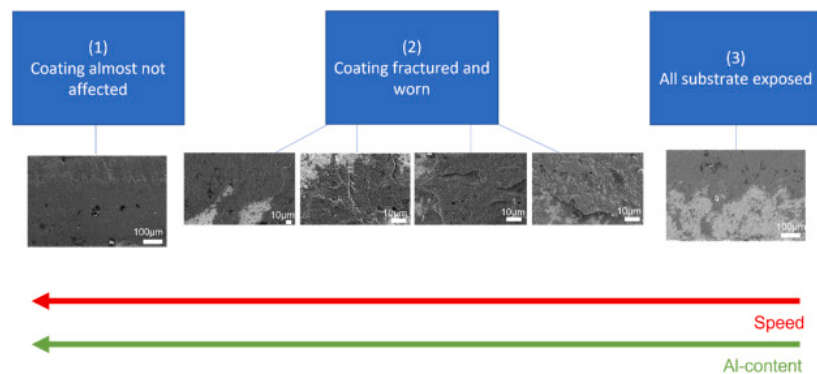 (1)
Coating almost not
affected
(2)
Coating fractured and
worn
(3)
All substrate exposed
100µm
10µm
10µm
10µm
10µm
100µm
Speed
Al-content